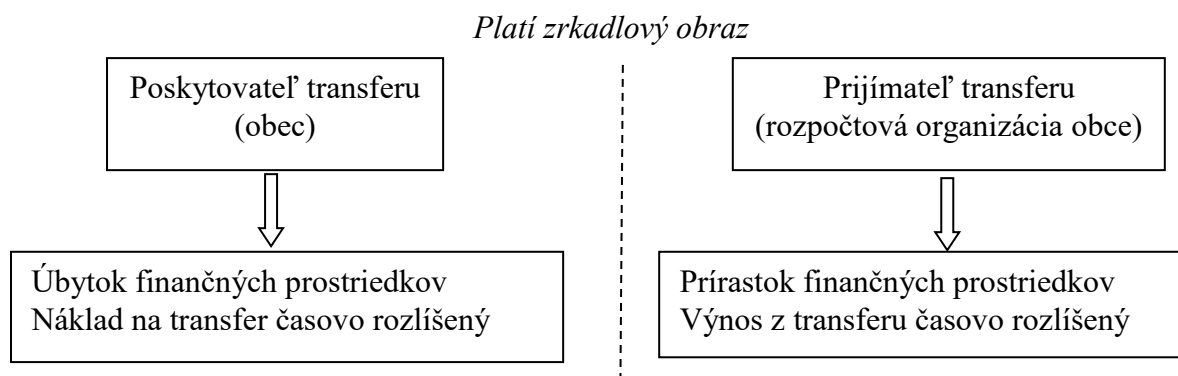 Platí zrkadlový obraz
Poskytovateľ transferu
(obec)
Prijímateľ transferu
(rozpočtová organizácia obce)
Úbytok finančných prostriedkov
Náklad na transfer časovo rozlíšený
Prírastok finančných prostriedkov
Výnos z transferu časovo rozlíšený